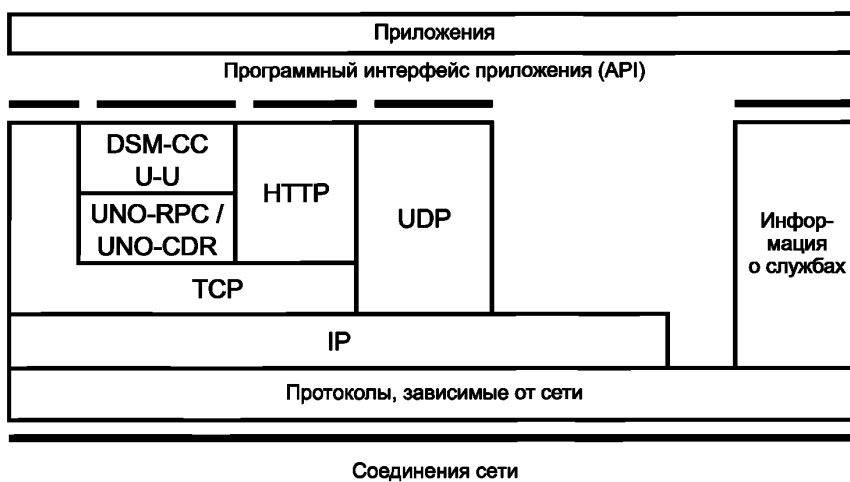 Приложения
Программный интерфейс приложения (API)
DSM-CC
U-U
UNO-RPC /
UNO-CDR
HTTP
UDP
TCP
Инфор-
мация
о службах
IP
Протоколы, зависимые от сети
Соединения сети